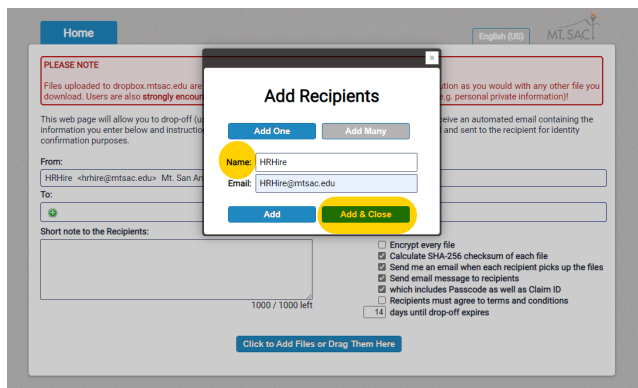 Home
English (US)
MT. SAC
PLEASE NOTE
Files uploaded to dropbox.mtsac.edu are
ution as you would with any other file you
download. Users are also strongly encour
e.g. personal private information)!
This web page will allow you to drop-off (u
eive an automated email containing the
information you enter below and instructio
and sent to the recipient for identity
confirmation purposes.
From:
HRHire <hrhire@mtsac.edu> Mt. San An
To:
Short note to the Recipients:
1000 / 1000 left
Add Recipients
Add One
Add Many
Name: HRHire
Email: HRHire@mtsac.edu
Add
Add & Close
Encrypt every file
Calculate SHA-256 checksum of each file
Send me an email when each recipient picks up the files
Send email message to recipients
which includes Passcode as well as Claim ID
Recipients must agree to terms and conditions
14 days until drop-off expires
Click to Add Files or Drag Them Here